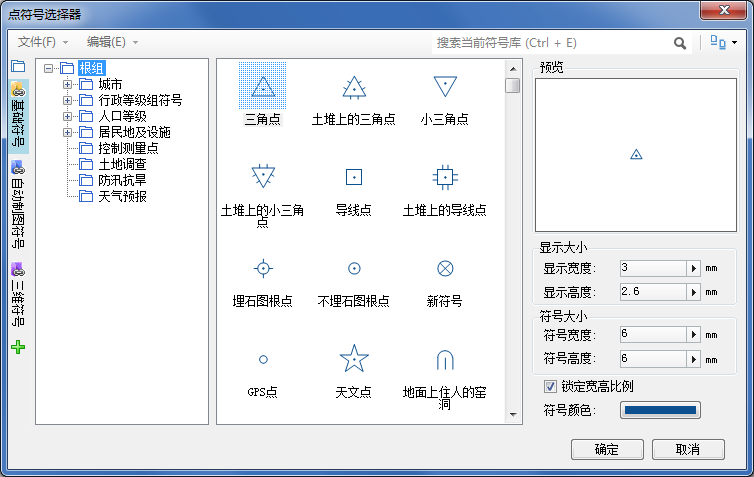 点符号选择器
文件(F)
编辑(E)
搜索当前符号库 (Ctrl + E)
基础符号
自动制图符号
三维符号
根组
城市
行政等级组符号
人口等级
居民地及设施
控制测量点
土地调查
防汛抗旱
天气预报
三角点
土堆上的三角点
小三角点
土堆上的小三角
点
导线点
土堆上的导线点
埋石图根点
不埋石图根点
新符号
GPS点
天文点
地面上住人的窑
洞
预览
显示大小
显示宽度: 3 mm
显示高度: 2.6 mm
符号大小
符号宽度: 6 mm
符号高度: 6 mm
锁定宽高比例
符号颜色:
确定
取消